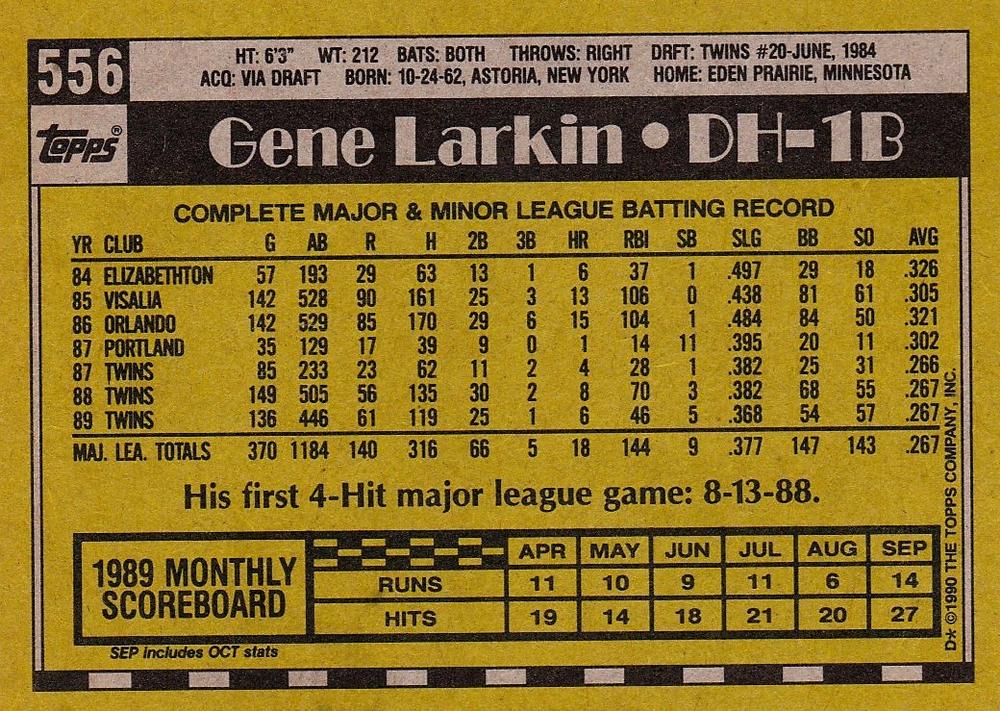 556
HT: 6'3" WT: 212 BATS: BOTH THROWS: RIGHT DRFT: TWINS #20-JUNE, 1984
ACQ: VIA DRAFT BORN: 10-24-62, ASTORIA, NEW YORK HOME: EDEN PRAIRIE, MINNESOTA
Topps®
Gene Larkin • DH-1B
COMPLETE MAJOR & MINOR LEAGUE BATTING RECORD
YR CLUB G AB R H 2B 3B HR RBI SB SLG BB SO AVG
84 ELIZABETHTON 57 193 29 63 13 1 6 37 1 .497 29 18 .326
85 VISALIA 142 528 90 161 25 3 13 106 0 .438 81 61 .305
86 ORLANDO 142 529 85 170 29 6 15 104 1 .484 84 50 .321
87 PORTLAND 35 129 17 39 9 0 1 14 11 .395 20 11 .302
87 TWINS 85 233 23 62 11 2 4 28 1 .382 25 31 .266
88 TWINS 149 505 56 135 30 2 8 70 3 .382 68 55 .267
89 TWINS 136 446 61 119 25 1 6 46 5 .368 54 57 .267
MAJ. LEA. TOTALS 370 1184 140 316 66 5 18 144 9 .377 147 143 .267
His first 4-Hit major league game: 8-13-88.
1989 MONTHLY
SCOREBOARD
APR MAY JUN JUL AUG SEP
RUNS 11 10 9 11 6 14
HITS 19 14 18 21 20 27
SEP includes OCT stats
D* ©1990 THE TOPPS COMPANY, INC.